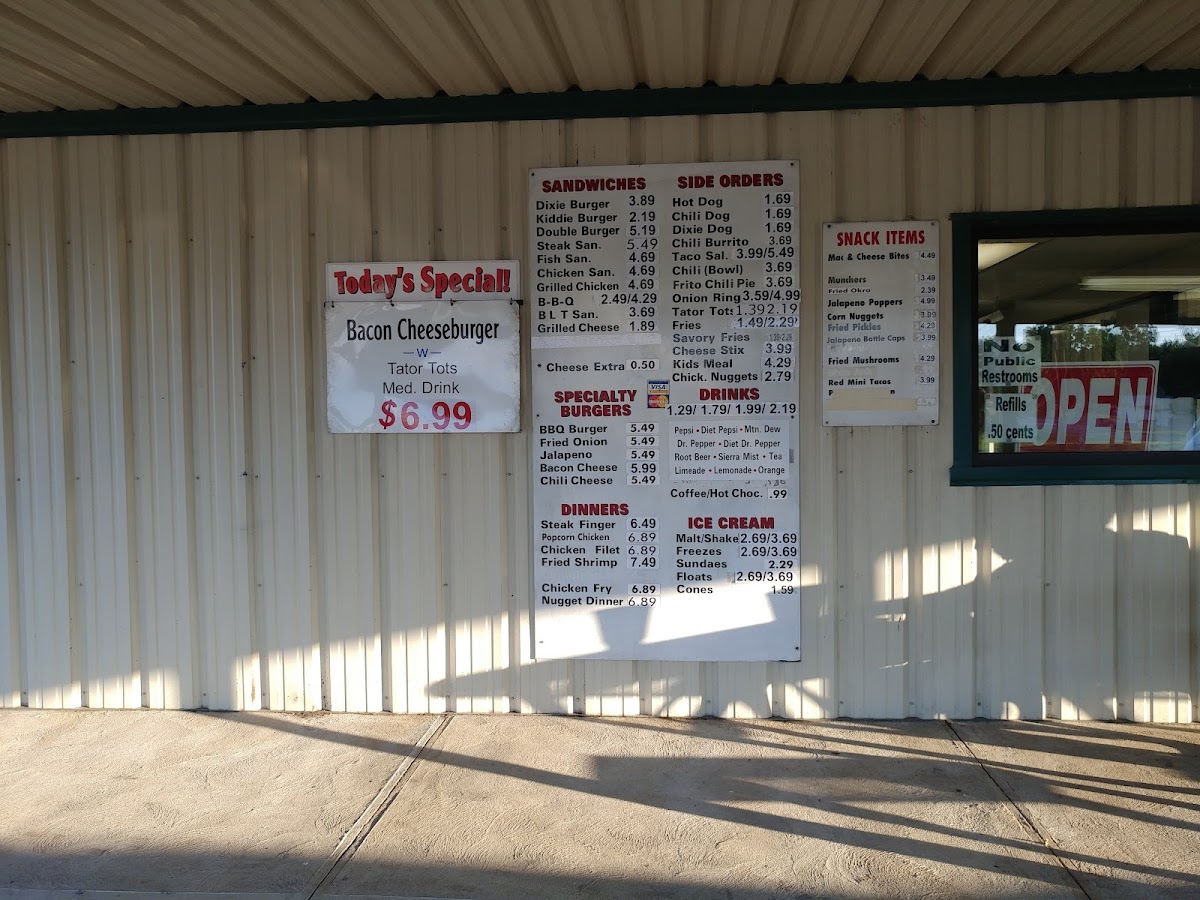 Today's Special!
Bacon Cheeseburger
-W-
Tator Tots
Med. Drink
$6.99
SANDWICHES
Dixie Burger 3.89
Kiddie Burger 2.19
Double Burger 5.19
Steak San. 5.49
Fish San. 4.69
Chicken San. 4.69
Grilled Chicken 4.69
B-B-Q 2.49/4.29
B L T San. 3.69
Grilled Cheese 1.89
* Cheese Extra 0.50
VISA
SPECIALTY
BURGERS
BBQ Burger 5.49
Fried Onion 5.49
Jalapeno 5.49
Bacon Cheese 5.99
Chili Cheese 5.49
DINNERS
Steak Finger 6.49
Popcorn Chicken 6.89
Chicken Filet 6.89
Fried Shrimp 7.49
Chicken Fry 6.89
Nugget Dinner 6.89
SIDE ORDERS
Hot Dog 1.69
Chili Dog 1.69
Dixie Dog 1.69
Chili Burrito 3.69
Taco Sal. 3.99/5.49
Chili (Bowl) 3.69
Frito Chili Pie 3.69
Onion Ring 3.59/4.99
Tator Tots 1.39 2.19
Fries 1.49/2.29
Savory Fries
Cheese Stix 3.99
Kids Meal 4.29
Chick. Nuggets 2.79
DRINKS
1.29/ 1.79/ 1.99/ 2.19
Pepsi • Diet Pepsi • Mtn. Dew
Dr. Pepper • Diet Dr. Pepper
Root Beer • Sierra Mist • Tea
Limeade • Lemonade • Orange
Coffee/Hot Choc. .99
ICE CREAM
Malt/Shake 2.69/3.69
Freezes 2.69/3.69
Sundaes 2.29
Floats 2.69/3.69
Cones 1.59
SNACK ITEMS
Mac & Cheese Bites 4.49
Munchers 3.49
Fried Okra 2.39
Jalapeno Poppers 4.99
Corn Nuggets 3.99
Fried Pickles 4.29
Jalapeno Bottle Caps 3.99
Fried Mushrooms 4.29
Red Mini Tacos 3.99
No
Public
Restrooms
Refills
.50 cents
OPEN